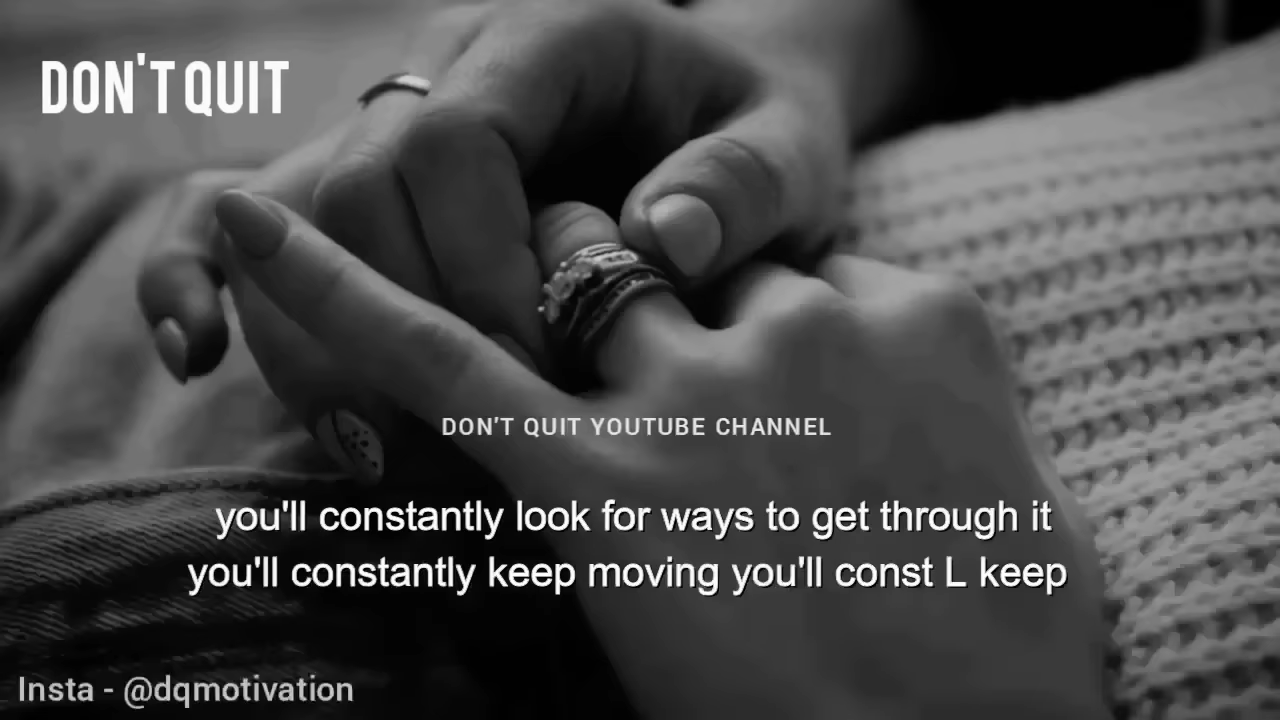 DON'T QUIT
DON'T QUIT YOUTUBE CHANNEL
you'll constantly look for ways to get through it
you'll constantly keep moving you'll const L keep
Insta - @dqmotivation